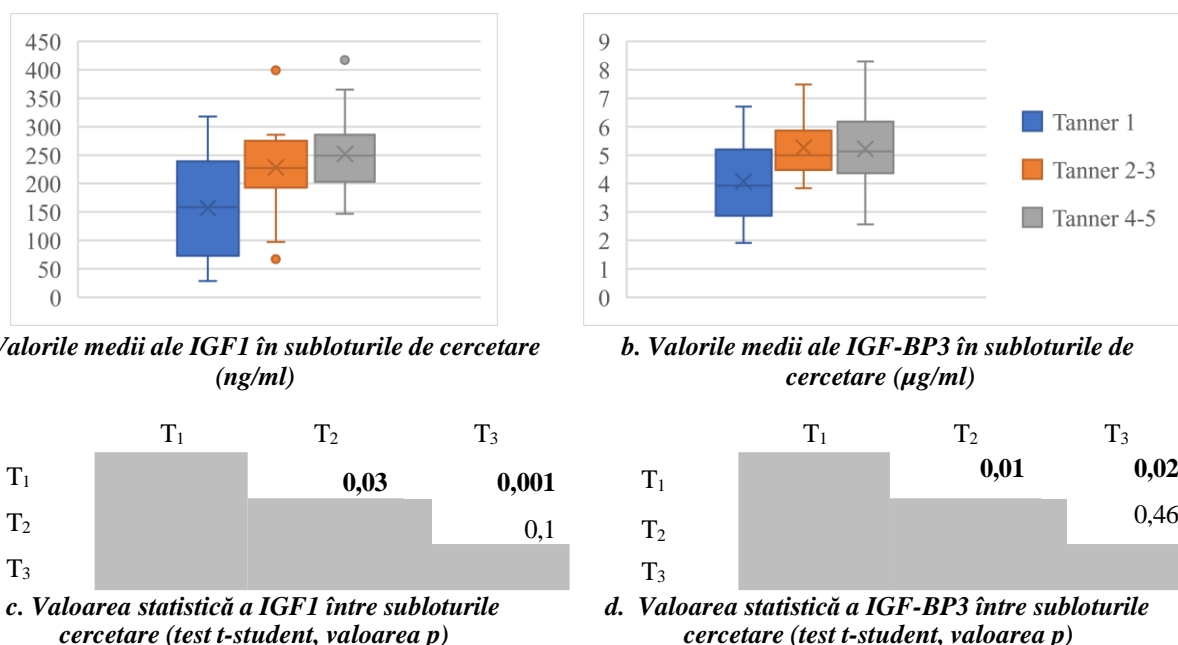 450
400
350
300
250
200
150
100
50
0
9
8
7
6
5
4
3
2
1
0
Tanner 1
Tanner 2-3
Tanner 4-5
Valorile medii ale IGF1 în subloturile de cercetare
(ng/ml)
b. Valorile medii ale IGF-BP3 în subloturile de
cercetare (µg/ml)
T₁ T₂ T₃
T₁ 0,03 0,001
T₂ 0,1
T₃
c. Valoarea statistică a IGF1 între subloturile
cercetare (test t-student, valoarea p)
T₁ T₂ T₃
T₁ 0,01 0,02
T₂ 0,46
T₃
d. Valoarea statistică a IGF-BP3 între subloturile
cercetare (test t-student, valoarea p)